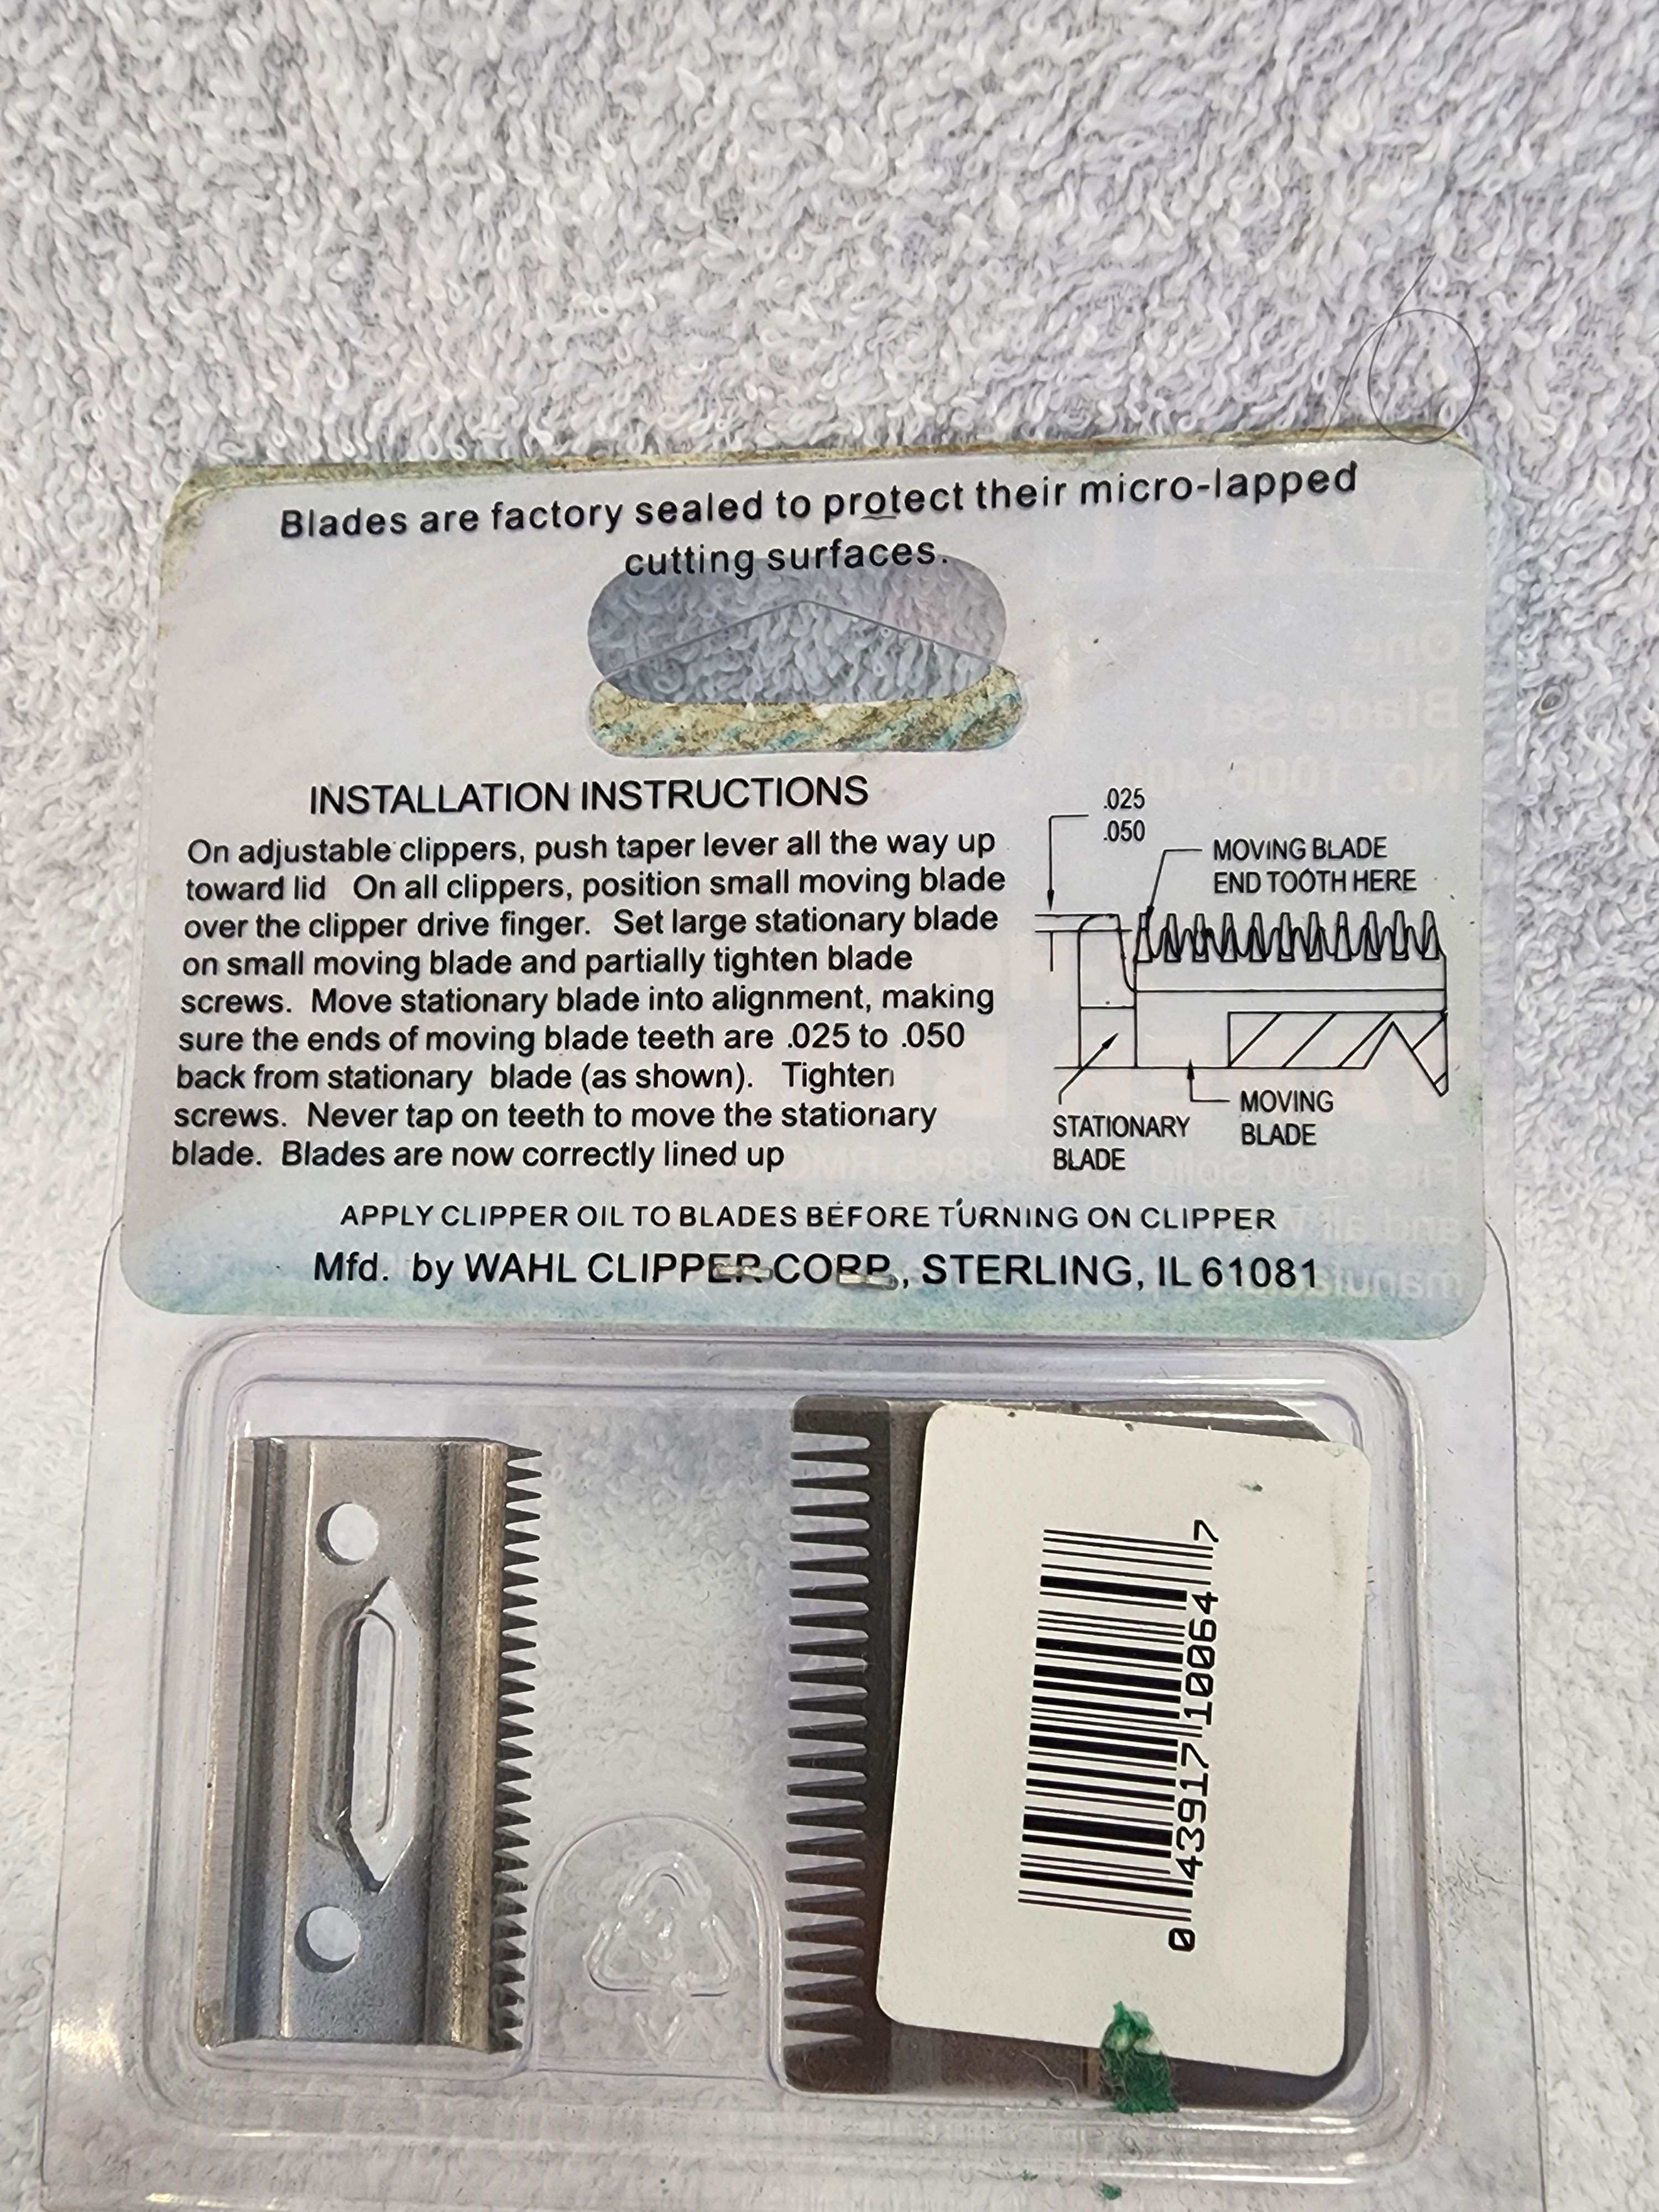 Blades are factory sealed to protect their micro-lapped
cutting surfaces.
INSTALLATION INSTRUCTIONS
On adjustable clippers, push taper lever all the way up
toward lid On all clippers, position small moving blade
over the clipper drive finger. Set large stationary blade
on small moving blade and partially tighten blade
screws. Move stationary blade into alignment, making
sure the ends of moving blade teeth are .025 to .050
back from stationary blade (as shown). Tighten
screws. Never tap on teeth to move the stationary
blade. Blades are now correctly lined up
.025
.050
MOVING BLADE
END TOOTH HERE
STATIONARY
BLADE
MOVING
BLADE
APPLY CLIPPER OIL TO BLADES BEFORE TURNING ON CLIPPER
Mfd. by WAHL CLIPPER CORP., STERLING, IL 61081
0 43917 10064 7